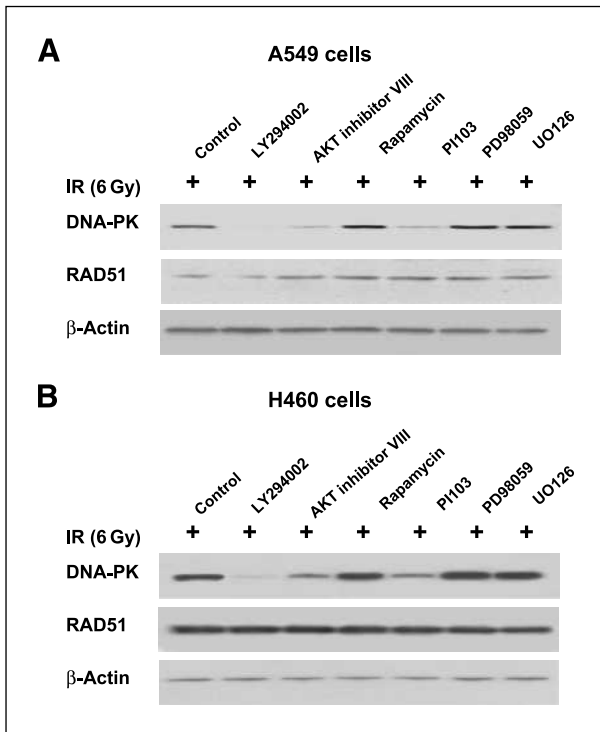 A
A549 cells
Control LY294002 AKT inhibitor VIII Rapamycin PI103 PD98059 UO126
IR (6 Gy) + + + + + + +
DNA-PK
RAD51
β-Actin
B
H460 cells
Control LY294002 AKT inhibitor VIII Rapamycin PI103 PD98059 UO126
IR (6 Gy) + + + + + + +
DNA-PK
RAD51
β-Actin